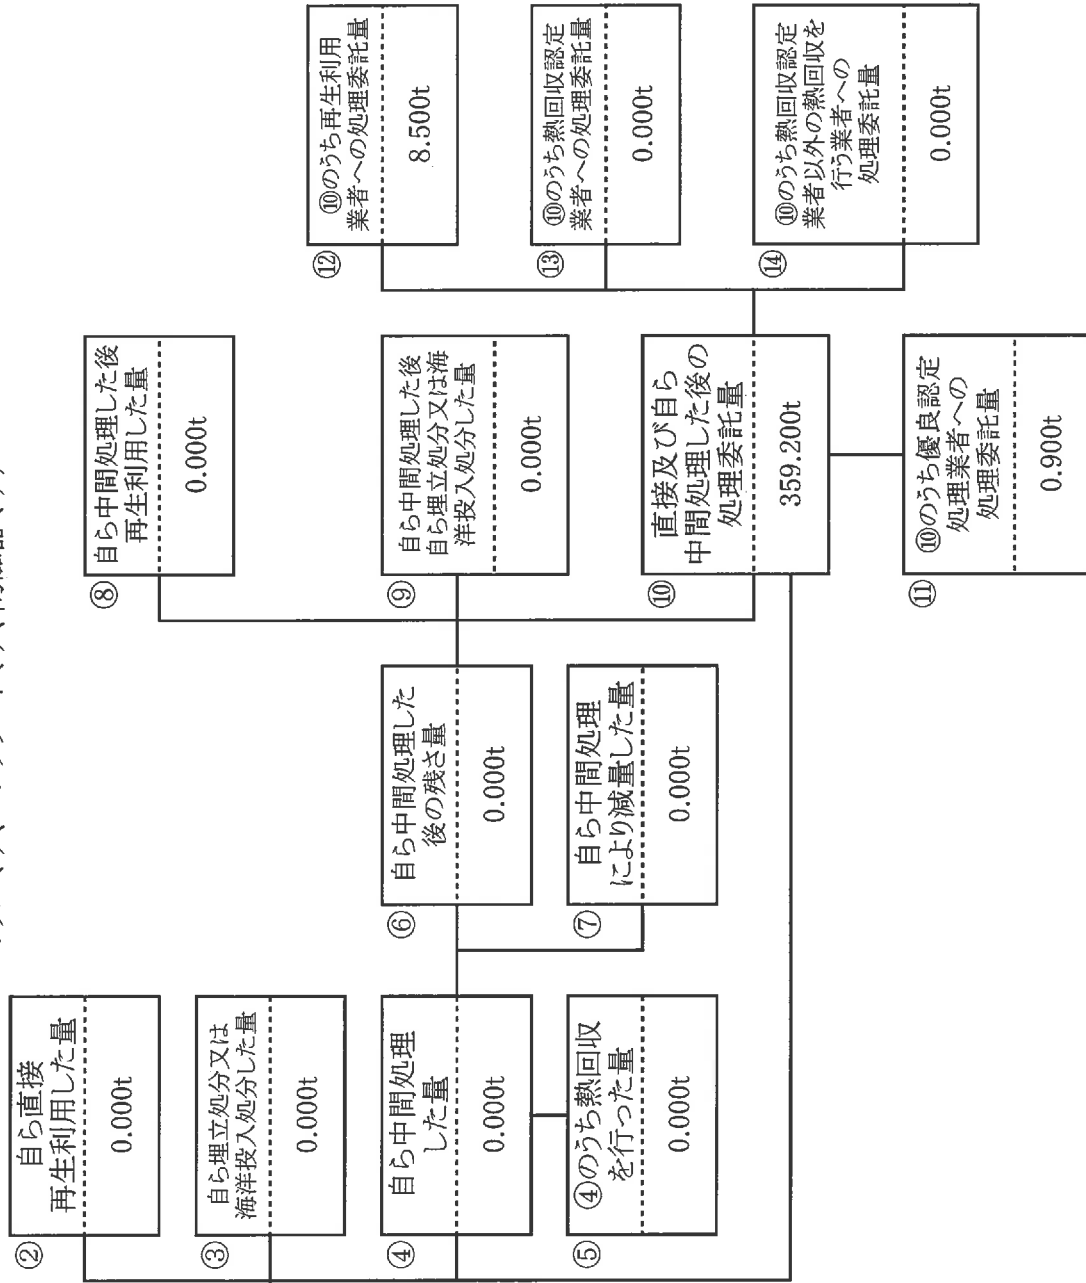 ②
自ら直接
再生利用した量
0.000t
③
自ら埋立処分又は
海洋投入処分した量
0.000t
④
自ら中間処理
した量
0.000t
⑤
④のうち熱回収
を行った量
0.000t
⑥
自ら中間処理した
後の残さ量
0.000t
⑦
自ら中間処理
により減量した量
0.000t
⑧
自ら中間処理した後
再生利用した量
0.000t
⑨
自ら中間処理した後
自ら埋立処分又は海
洋投入処分した量
0.000t
⑩
直接及び自ら
中間処理した後の
処理委託量
359.200t
⑪
⑩のうち優良認定
処理業者への
処理委託量
0.900t
⑫
⑩のうち再生利用
業者への処理委託量
8.500t
⑬
⑩のうち熱回収認定
業者への処理委託量
0.000t
⑭
⑩のうち熱回収認定
業者以外の熱回収を
行う業者への
処理委託量
0.000t